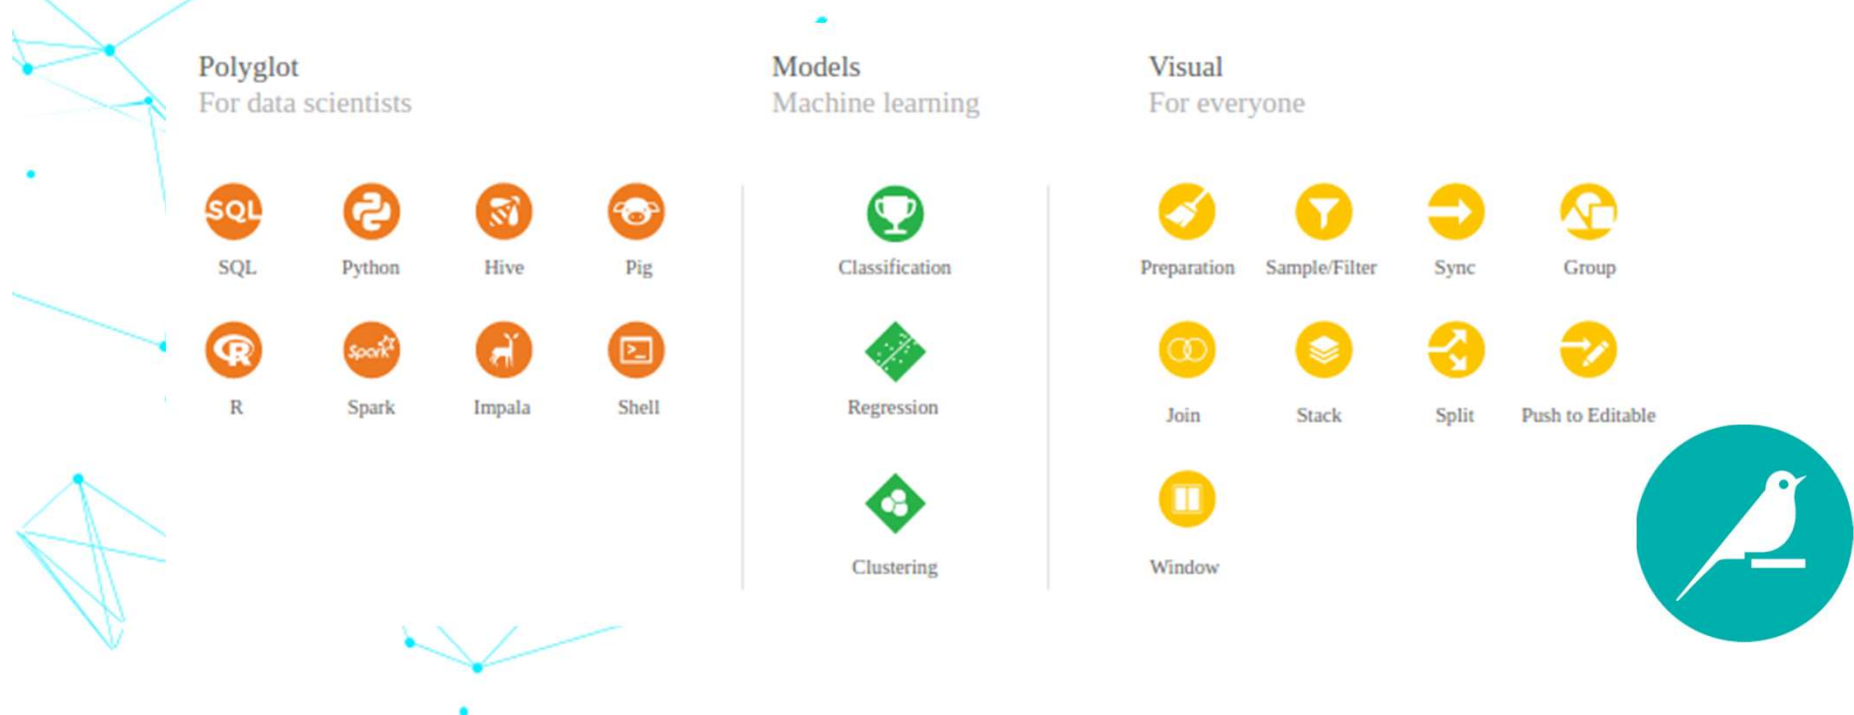 Polyglot
For data scientists
SQL
SQL
Python
Hive
Pig
R
R
Spark
Spark
Impala
Shell
Models
Machine learning
Classification
Regression
Clustering
Visual
For everyone
Preparation
Sample/Filter
Sync
Group
Join
Stack
Split
Push to Editable
Window